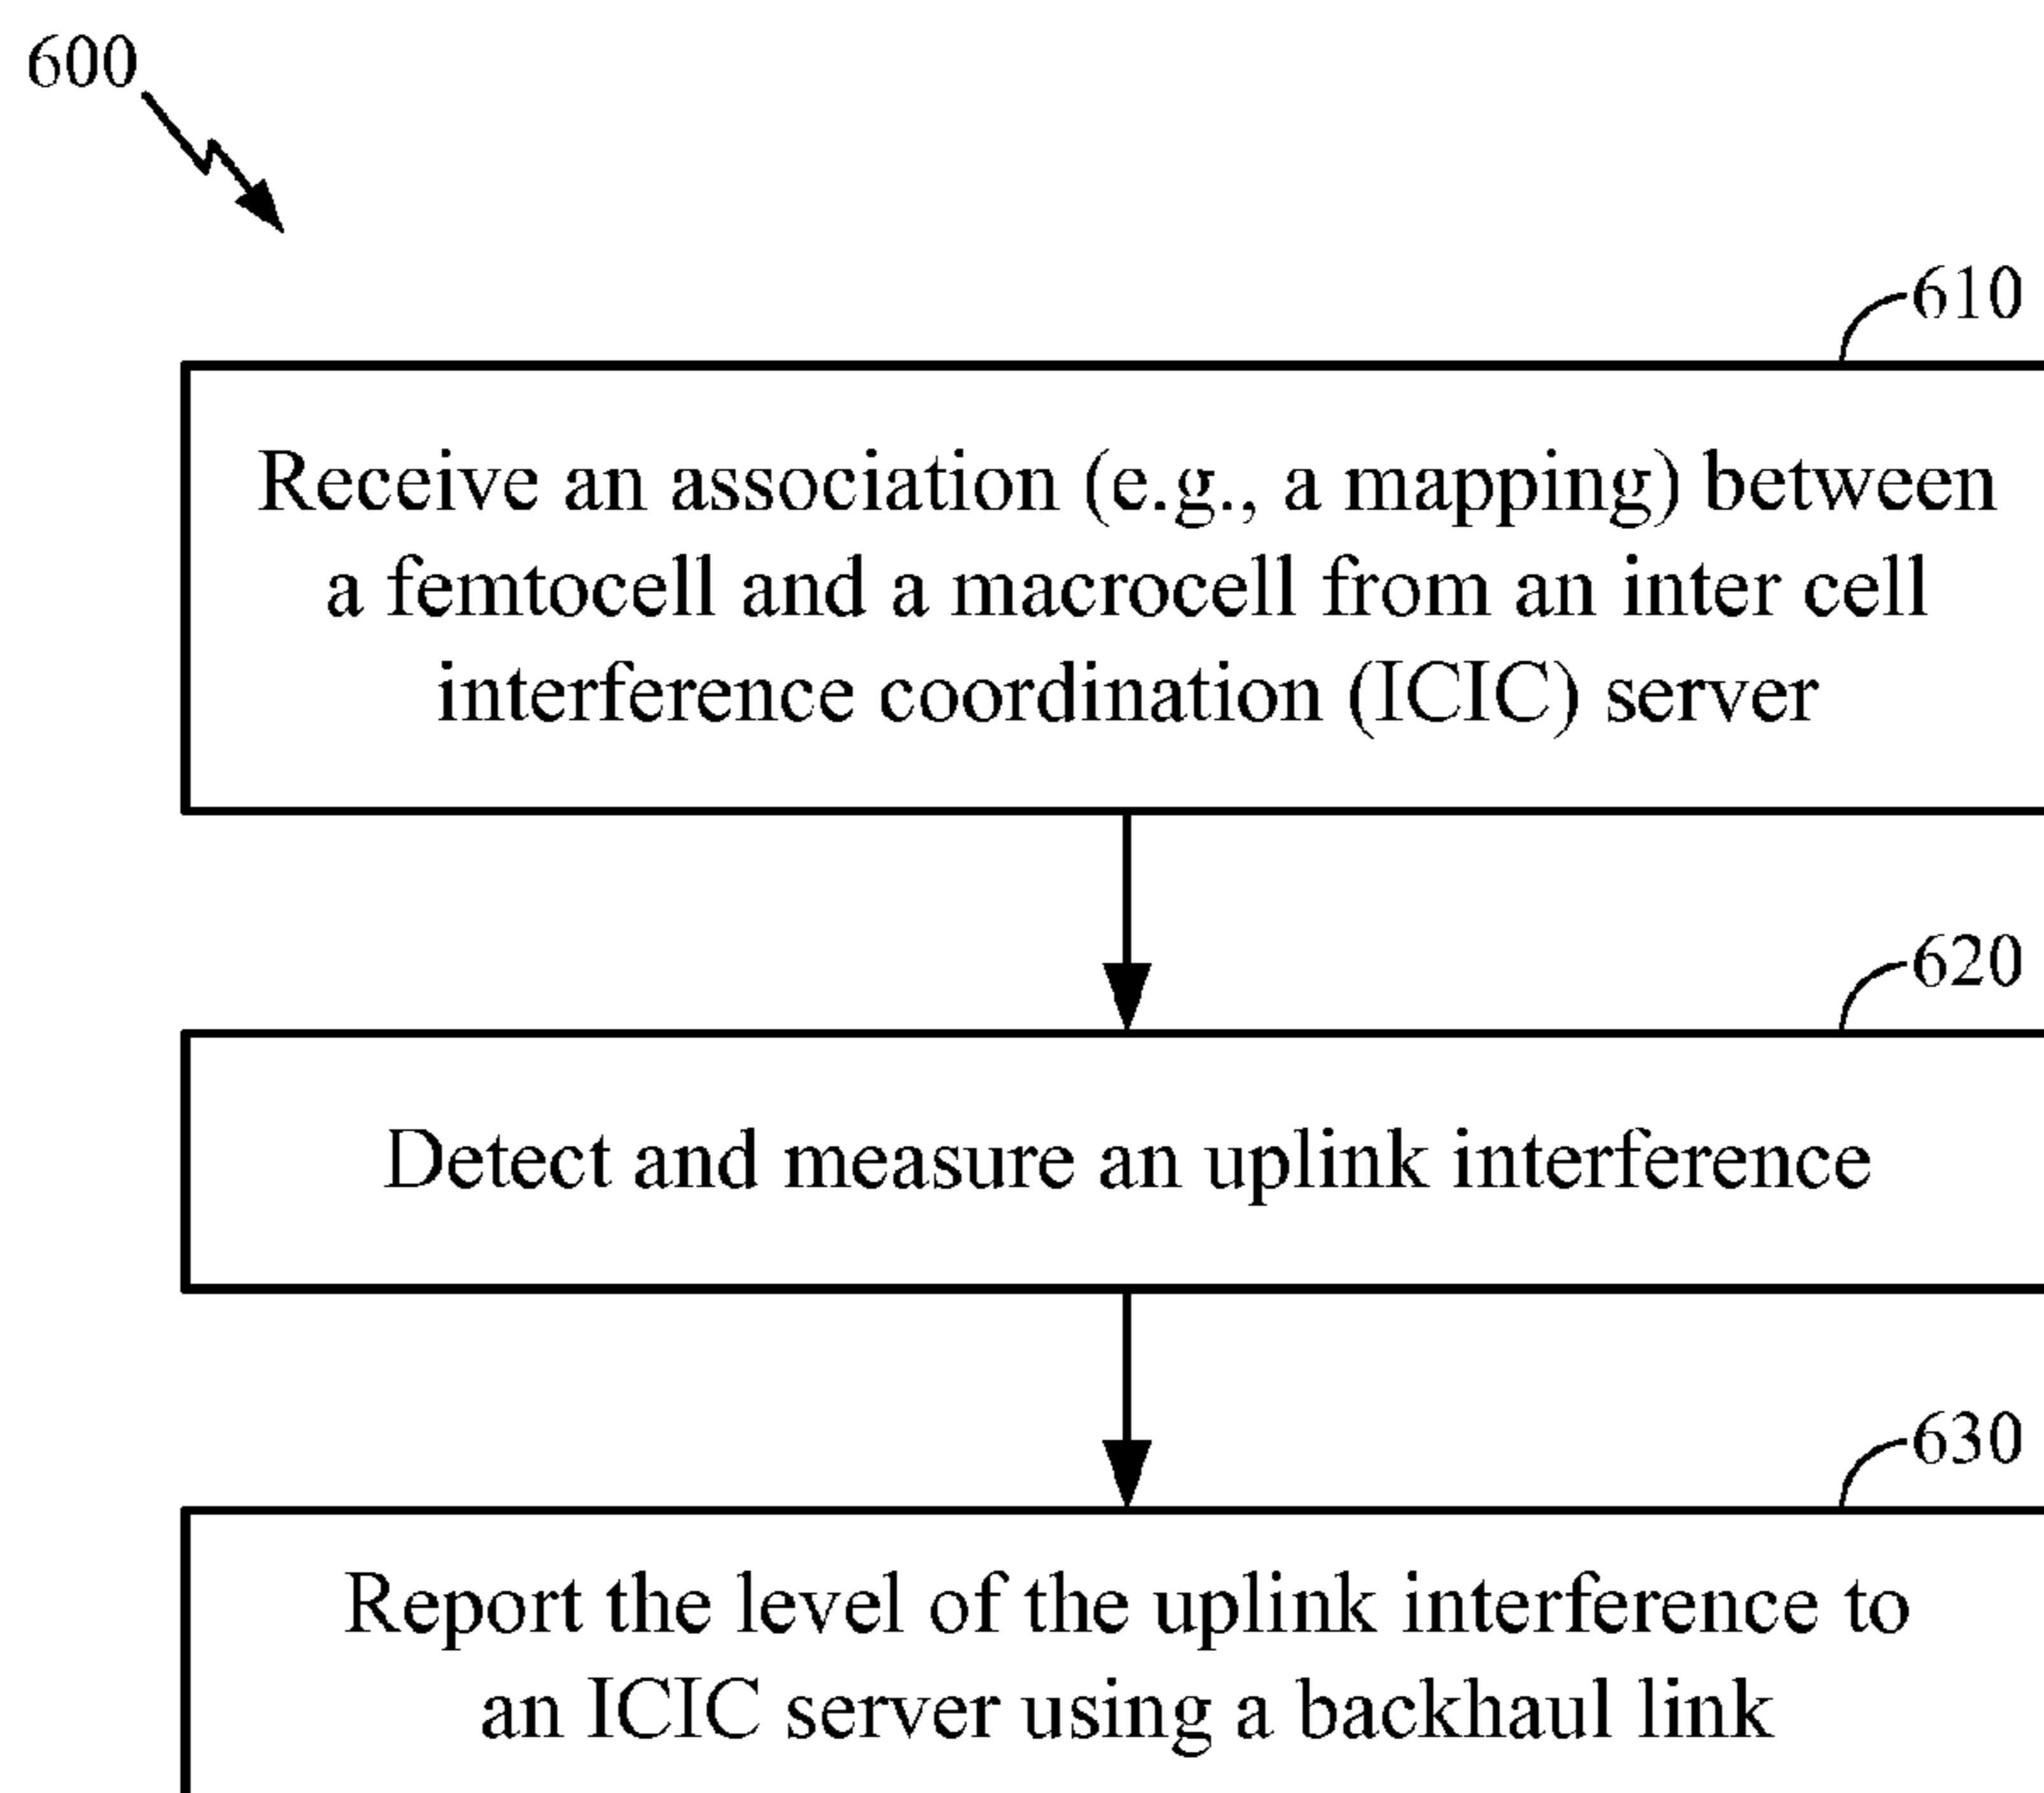 600
610
Receive an association (e.g., a mapping) between
a femtocell and a macrocell from an inter cell
interference coordination (ICIC) server
620
Detect and measure an uplink interference
630
Report the level of the uplink interference to
an ICIC server using a backhaul link